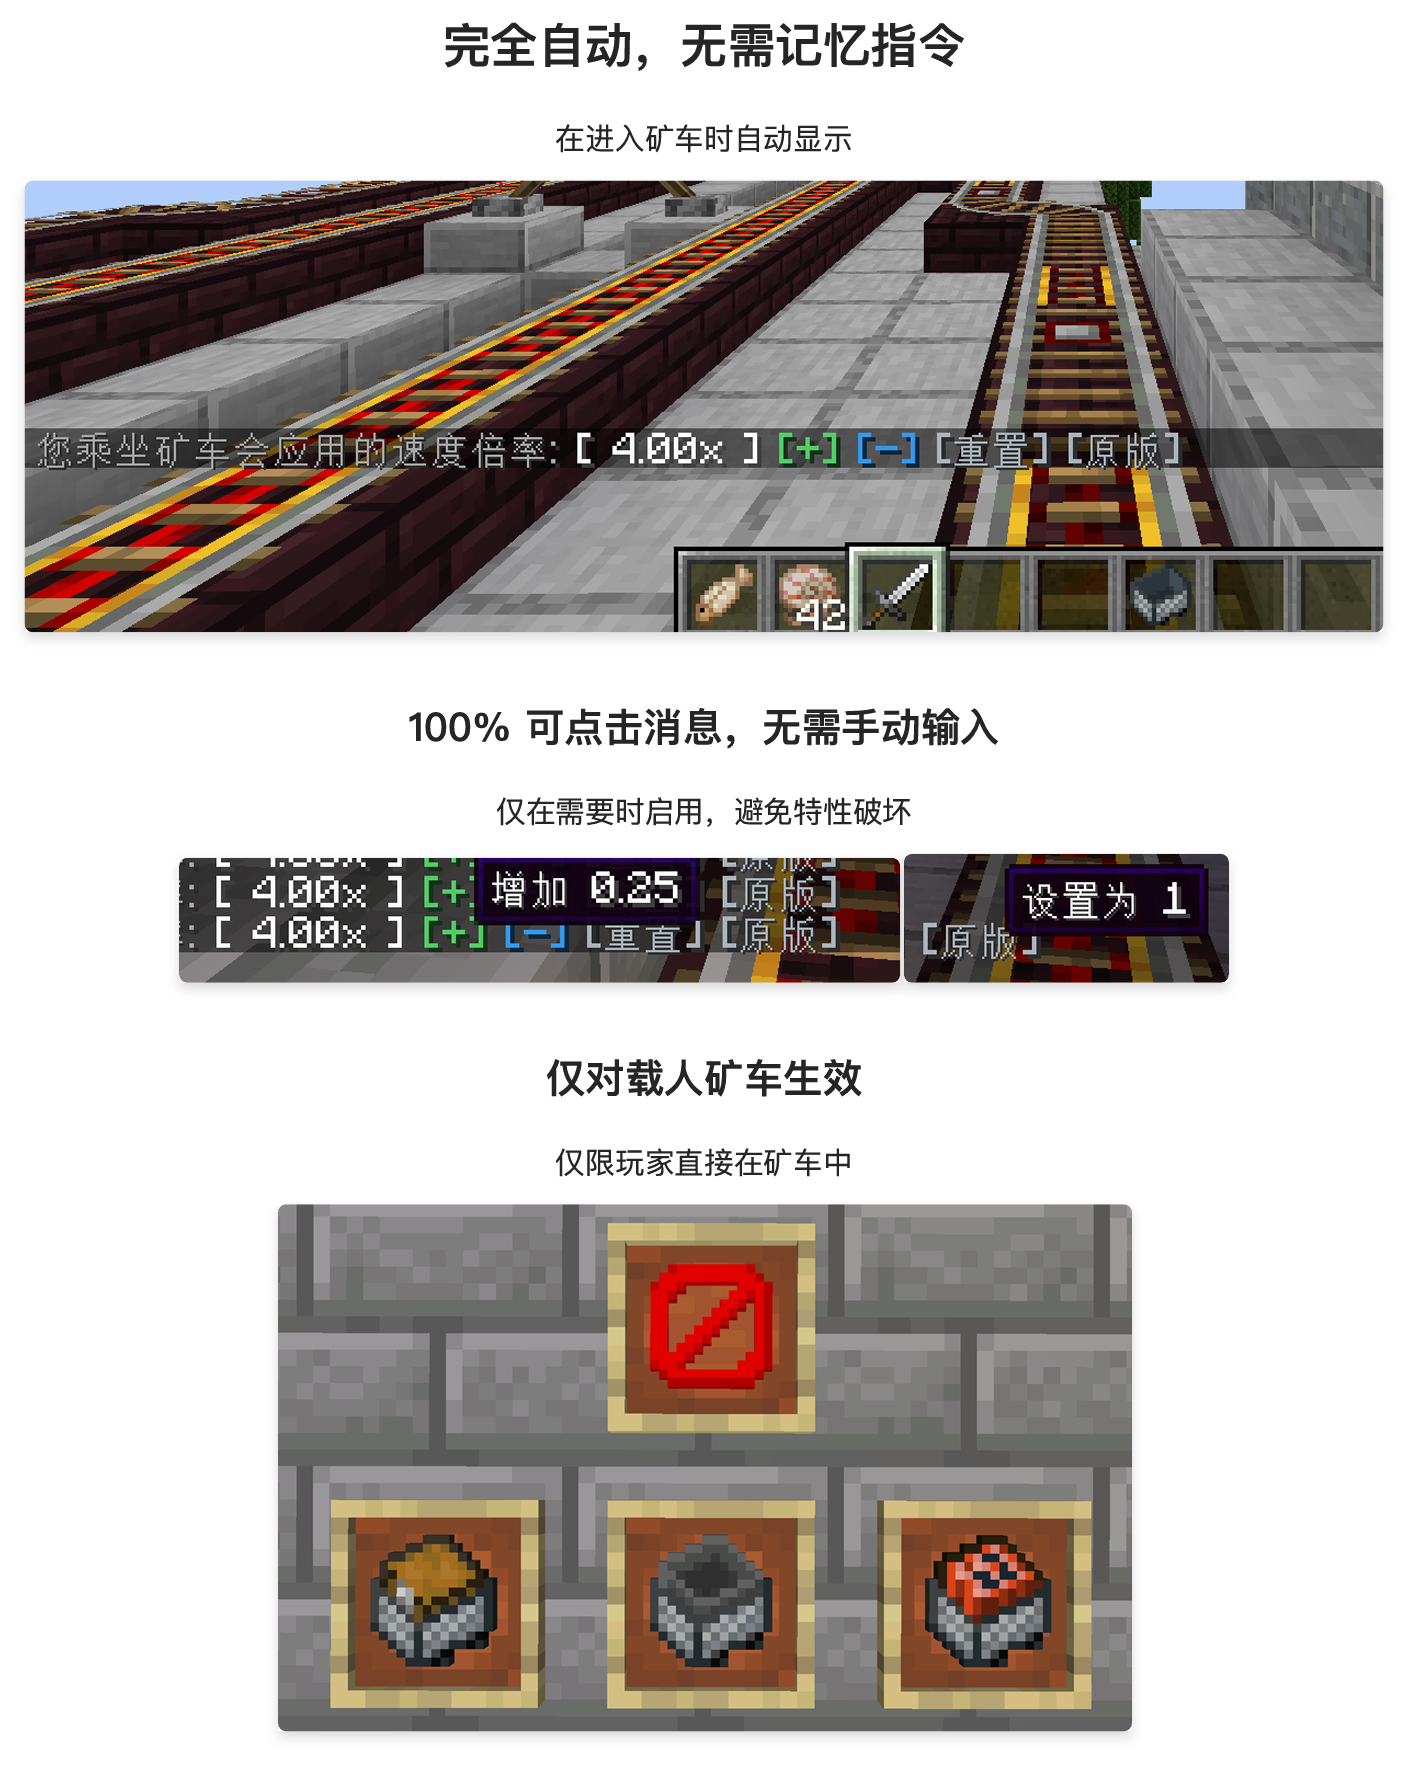 完全自动，无需记忆指令
在进入矿车时自动显示
您乘坐矿车会应用的速度倍率: [ 4.00x ] [+] [-] [重置] [原版]
42
100% 可点击消息，无需手动输入
仅在需要时启用，避免特性破坏
: [ 4.00x ] [+] [原版]
增加 0.25
: [ 4.00x ] [+] [-] [重置] [原版]
设置为 1
[原版]
仅对载人矿车生效
仅限玩家直接在矿车中